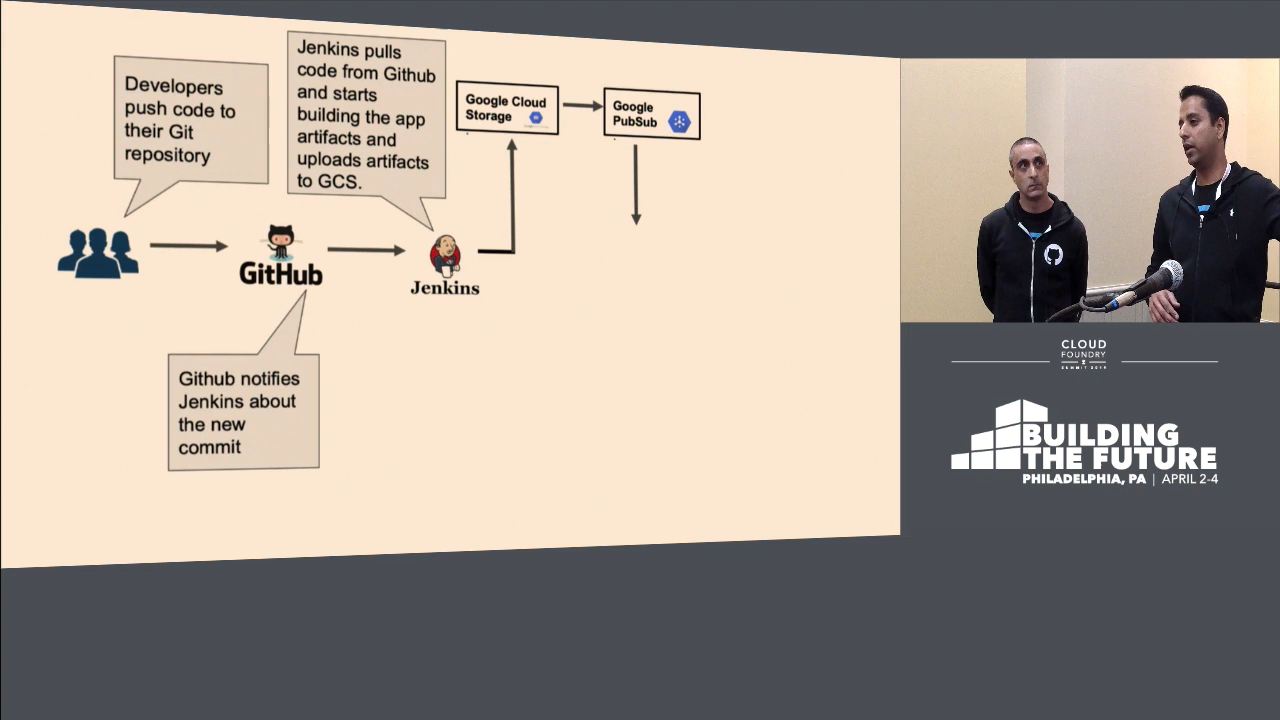 Developers
push code to
their Git
repository
Jenkins pulls
code from Github
and starts
building the app
artifacts and
uploads artifacts
to GCS.
Google Cloud
Storage
Google
PubSub
GitHub
Jenkins
Github notifies
Jenkins about
the new
commit
CLOUD
FOUNDRY
SUMMIT 2019
BUILDING
THE FUTURE
PHILADELPHIA, PA | APRIL 2-4